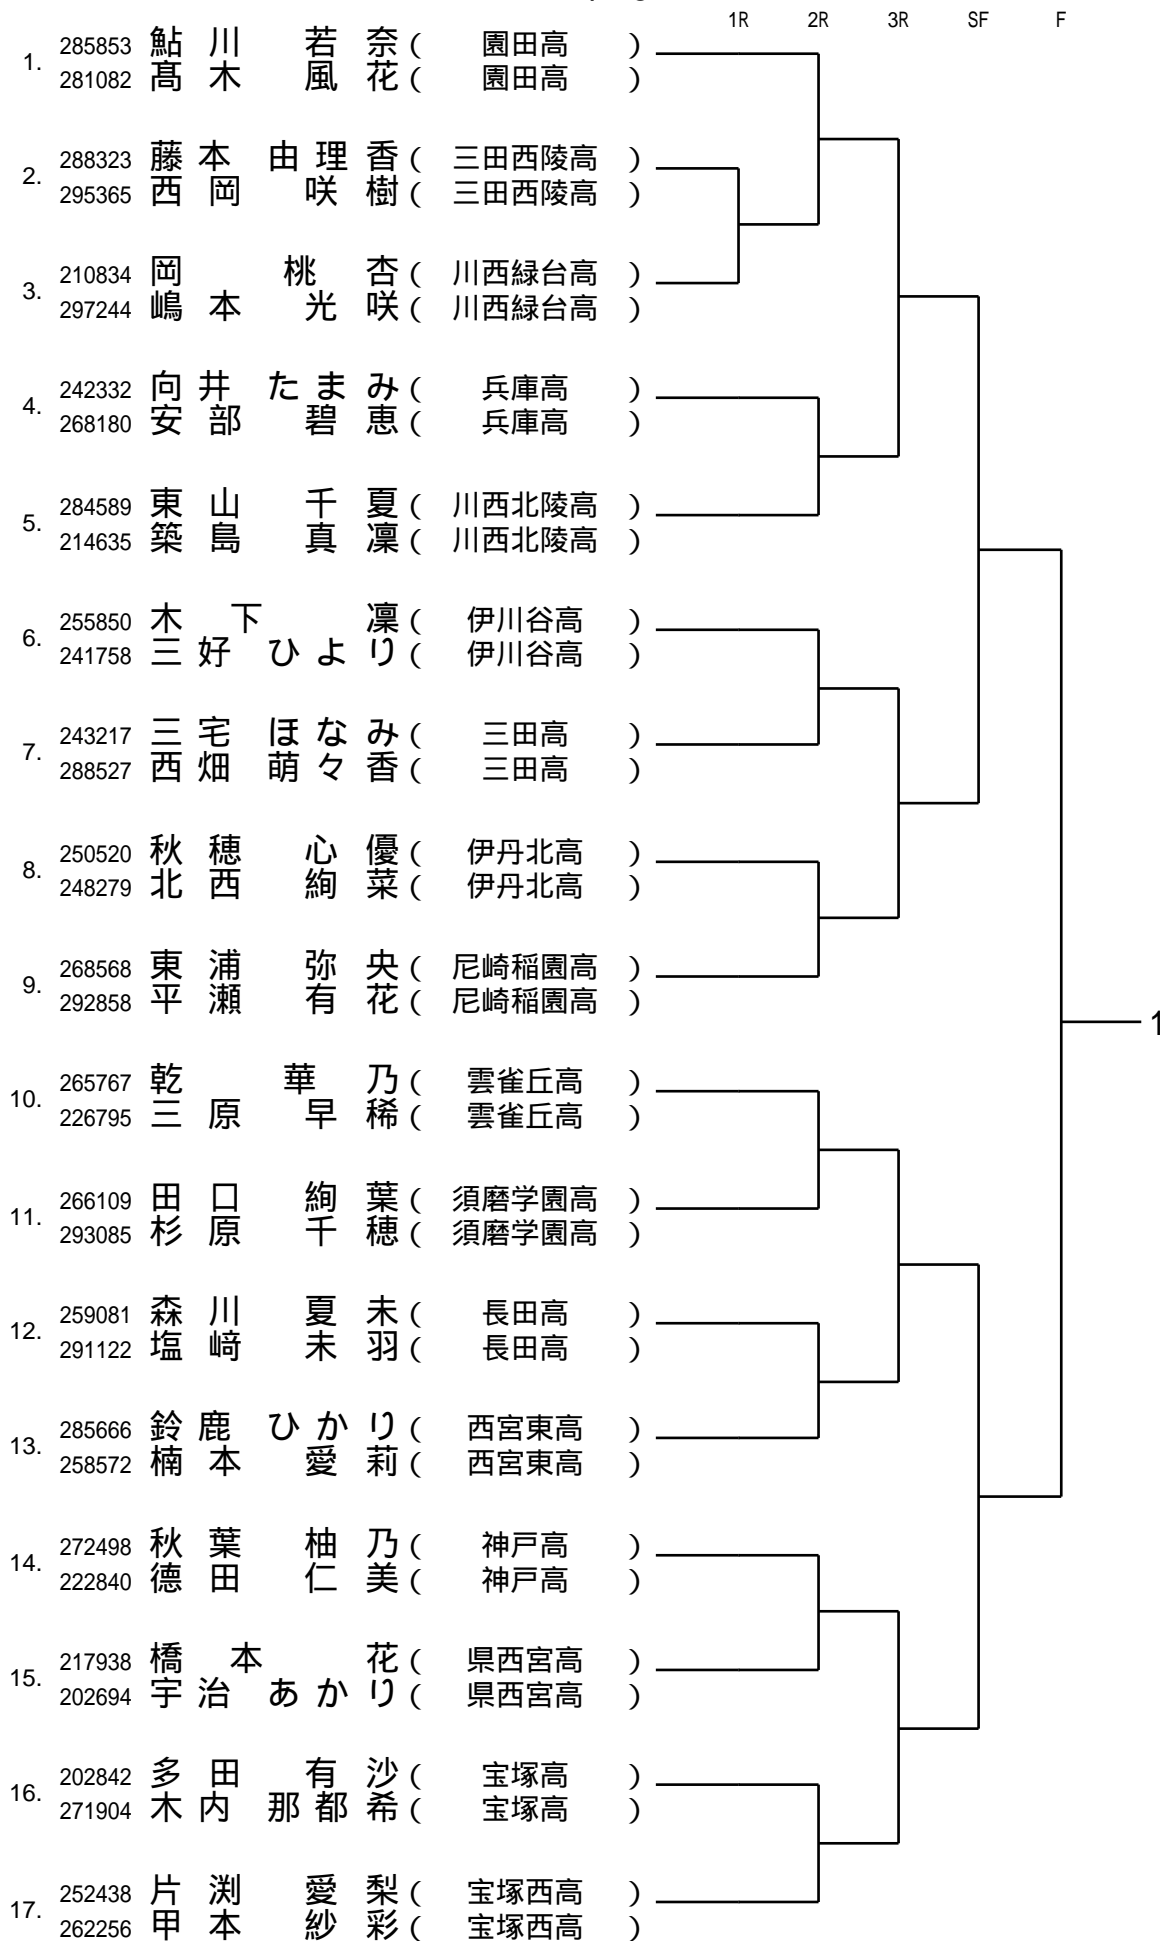 1R 2R 3R SF F
1. 285853 鮎川 若奈 ( 園田高 )
281082 髙木 風花 ( 園田高 )
2. 288323 藤本 由理香 ( 三田西陵高 )
295365 西岡 咲樹 ( 三田西陵高 )
3. 210834 岡 桃杏 ( 川西緑台高 )
297244 嶋本 光咲 ( 川西緑台高 )
4. 242332 向井 たまみ ( 兵庫高 )
268180 安部 碧恵 ( 兵庫高 )
5. 284589 東山 千夏 ( 川西北陵高 )
214635 築島 真凜 ( 川西北陵高 )
6. 255850 木下 凜 ( 伊川谷高 )
241758 三好 ひより ( 伊川谷高 )
7. 243217 三宅 ほなみ ( 三田高 )
288527 西畑 萌々香 ( 三田高 )
8. 250520 秋穂 心優 ( 伊丹北高 )
248279 北西 絢菜 ( 伊丹北高 )
9. 268568 東浦 弥央 ( 尼崎稲園高 )
292858 平瀬 有花 ( 尼崎稲園高 )
1
10. 265767 乾 華乃 ( 雲雀丘高 )
226795 三原 早稀 ( 雲雀丘高 )
11. 266109 田口 絢葉 ( 須磨学園高 )
293085 杉原 千穂 ( 須磨学園高 )
12. 259081 森川 夏未 ( 長田高 )
291122 塩﨑 未羽 ( 長田高 )
13. 285666 鈴鹿 ひかり ( 西宮東高 )
258572 楠本 愛莉 ( 西宮東高 )
14. 272498 秋葉 柚乃 ( 神戸高 )
222840 德田 仁美 ( 神戸高 )
15. 217938 橋本 花 ( 県西宮高 )
202694 宇治 あかり ( 県西宮高 )
16. 202842 多田 有沙 ( 宝塚高 )
271904 木内 那都希 ( 宝塚高 )
17. 252438 片渕 愛梨 ( 宝塚西高 )
262256 甲本 紗彩 ( 宝塚西高 )